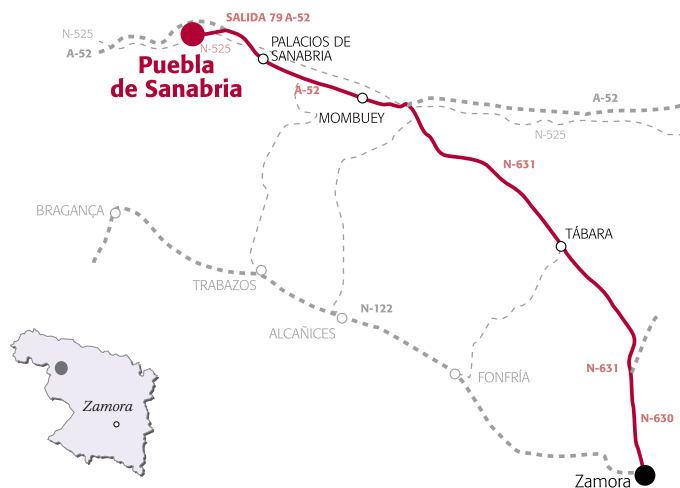 SALIDA 79 A-52
N-525
A-52
N-525
PALACIOS DE
SANABRIA
Puebla
de Sanabria
A-52
A-52
MOMBUEY
N-525
N-631
BRAGANÇA
TÁBARA
TRABAZOS
N-122
ALCAÑICES
N-631
FONFRÍA
Zamora
N-630
Zamora